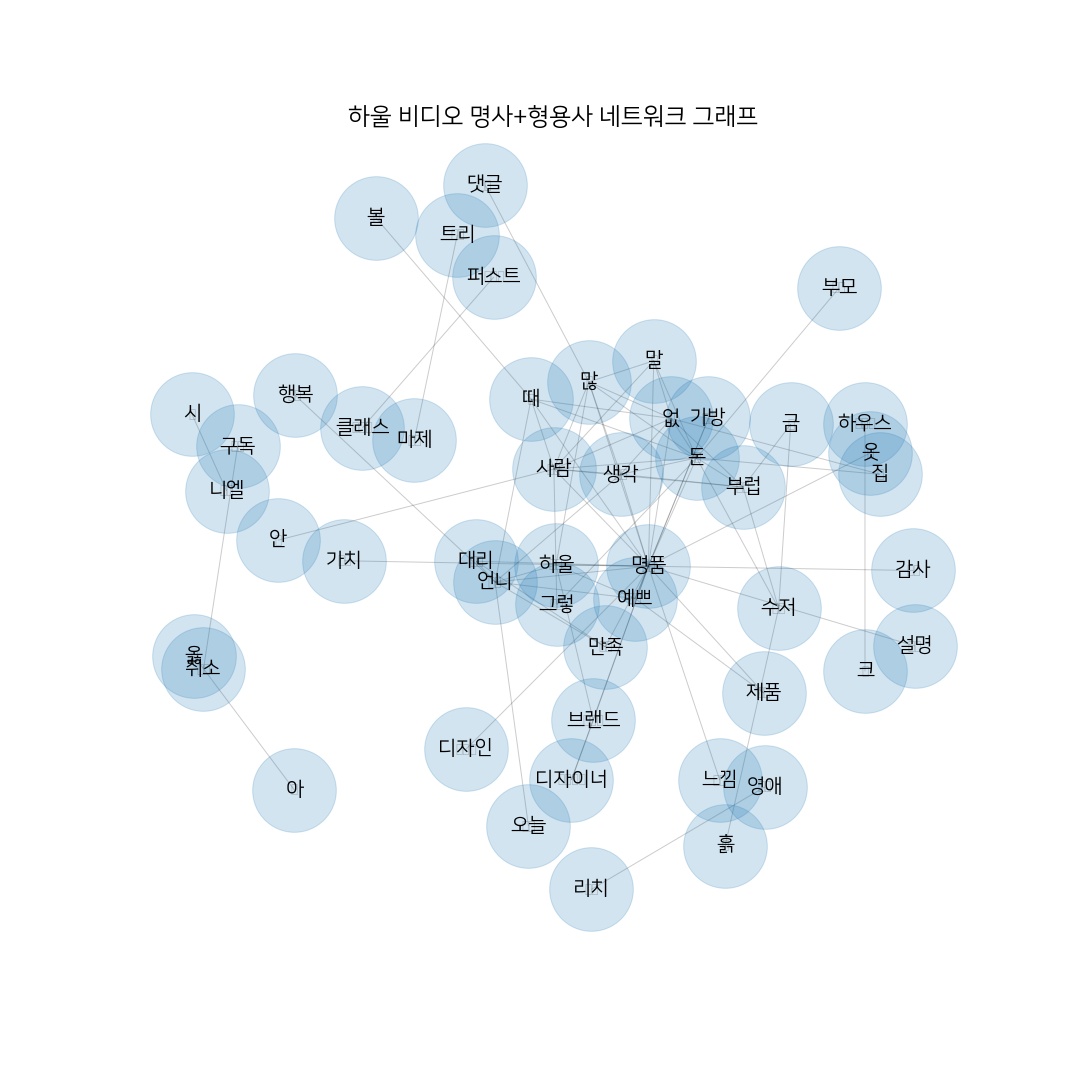 하울 비디오 명사+형용사 네트워크 그래프
댓글
볼
트리
퍼스트
부모
말
많
행복
때
시
없
가방
금
하우스
클래스
마제
구독
옷
돈
사람
생각
집
부럽
니엘
안
가치
대리
하울
명품
감사
언니
예쁘
그렇
수저
만족
설명
옳
취소
크
제품
브랜드
디자인
디자이너
느낌
영애
아
오늘
흙
리치